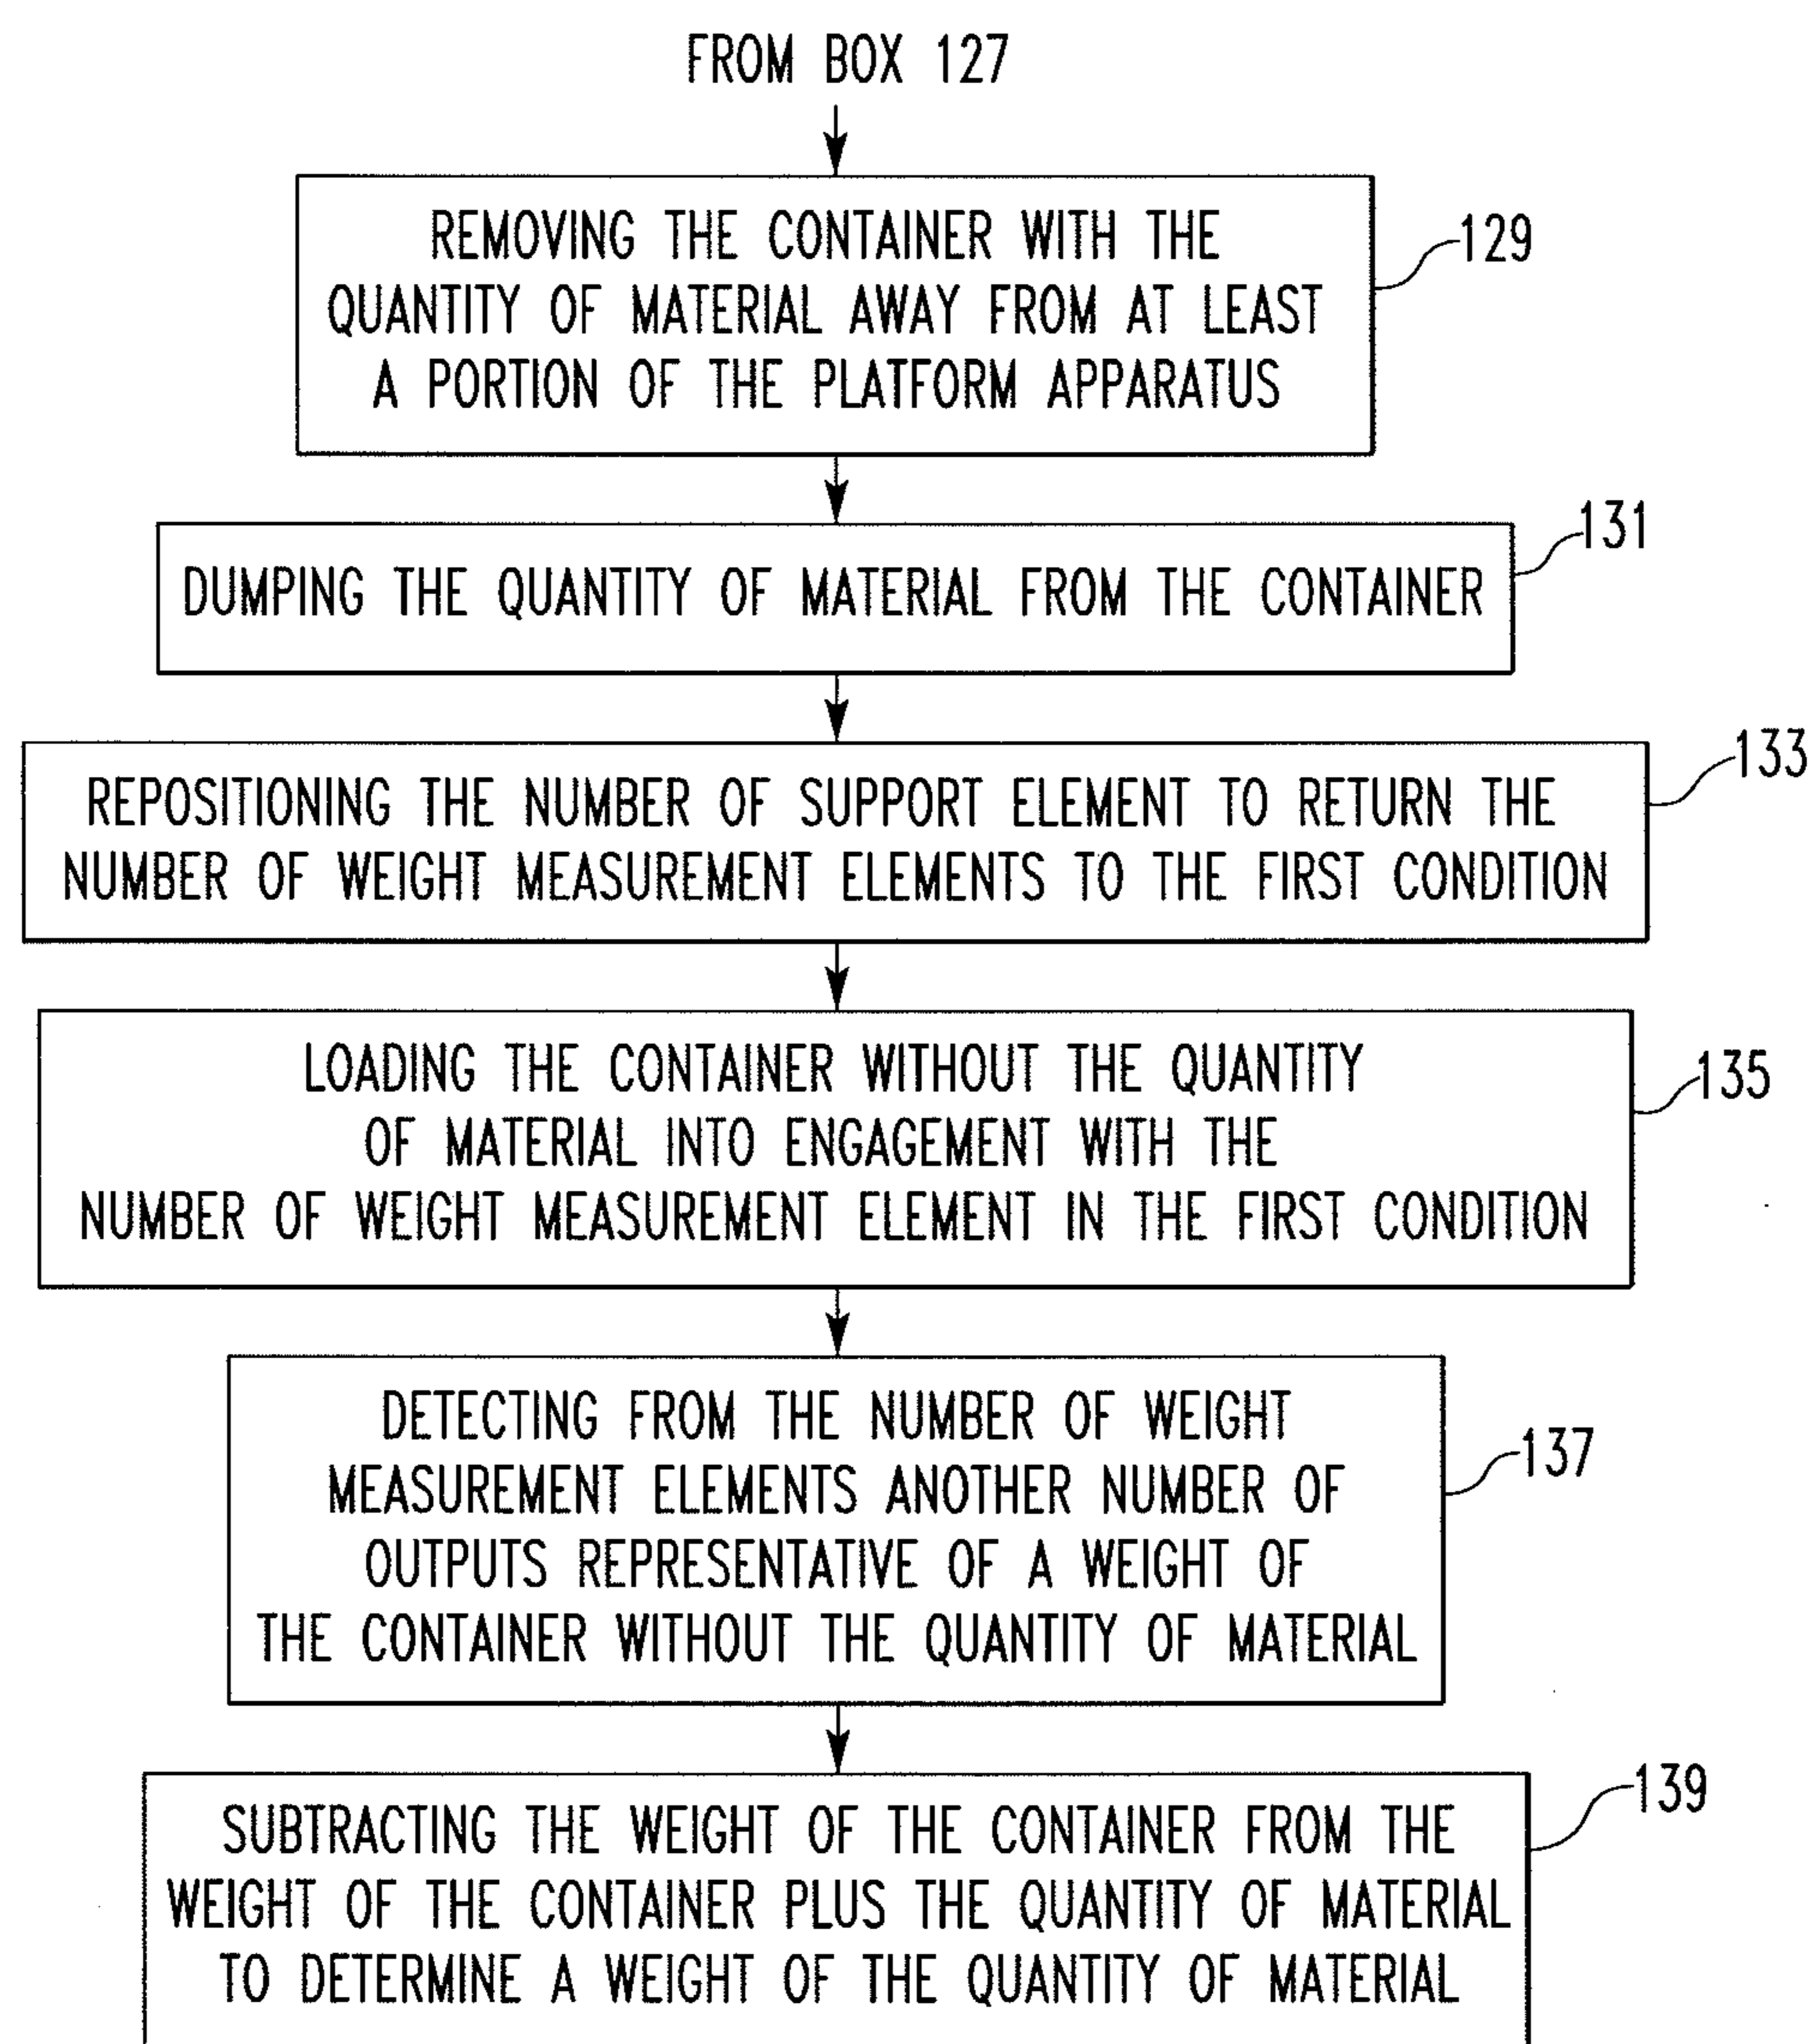 FROM BOX 127
REMOVING THE CONTAINER WITH THE
QUANTITY OF MATERIAL AWAY FROM AT LEAST
A PORTION OF THE PLATFORM APPARATUS
129
DUMPING THE QUANTITY OF MATERIAL FROM THE CONTAINER
131
REPOSITIONING THE NUMBER OF SUPPORT ELEMENT TO RETURN THE
NUMBER OF WEIGHT MEASUREMENT ELEMENTS TO THE FIRST CONDITION
133
LOADING THE CONTAINER WITHOUT THE QUANTITY
OF MATERIAL INTO ENGAGEMENT WITH THE
NUMBER OF WEIGHT MEASUREMENT ELEMENT IN THE FIRST CONDITION
135
DETECTING FROM THE NUMBER OF WEIGHT
MEASUREMENT ELEMENTS ANOTHER NUMBER OF
OUTPUTS REPRESENTATIVE OF A WEIGHT OF
THE CONTAINER WITHOUT THE QUANTITY OF MATERIAL
137
SUBTRACTING THE WEIGHT OF THE CONTAINER FROM THE
WEIGHT OF THE CONTAINER PLUS THE QUANTITY OF MATERIAL
TO DETERMINE A WEIGHT OF THE QUANTITY OF MATERIAL
139